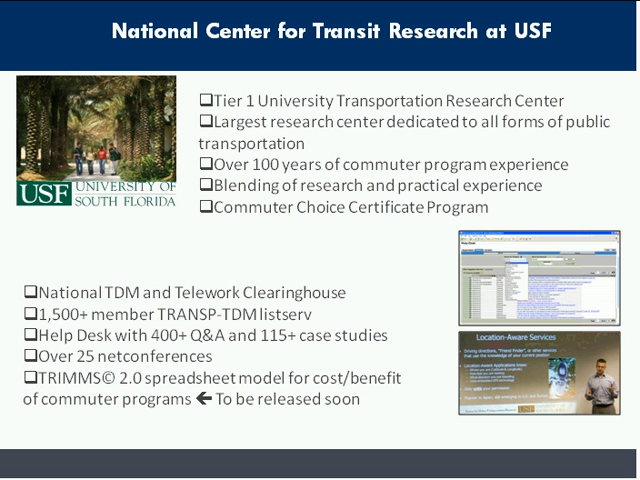 National Center for Transit Research at USF
❑Tier 1 University Transportation Research Center
❑Largest research center dedicated to all forms of public
transportation
❑Over 100 years of commuter program experience
❑Blending of research and practical experience
❑Commuter Choice Certificate Program
USF UNIVERSITY OF
SOUTH FLORIDA
❑National TDM and Telework Clearinghouse
❑1,500+ member TRANSP-TDM listserv
❑Help Desk with 400+ Q&A and 115+ case studies
❑Over 25 netconferences
❑TRIMMS© 2.0 spreadsheet model for cost/benefit
of commuter programs 🡸 To be released soon
Location-Aware Services